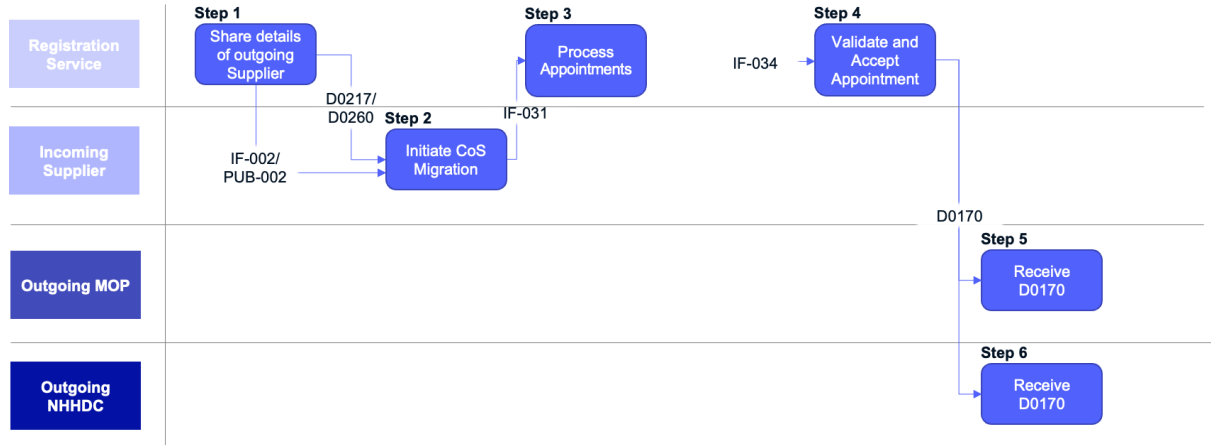 Step 1
Step 3
Step 4
Registration
Service
Share details
of outgoing
Supplier
Process
Appointments
IF-034
Validate and
Accept
Appointment
D0217/
D0260
Step 2
IF-031
Incoming
Supplier
IF-002/
PUB-002
Initiate CoS
Migration
D0170
Step 5
Outgoing MOP
Receive
D0170
Step 6
Outgoing
NHHDC
Receive
D0170